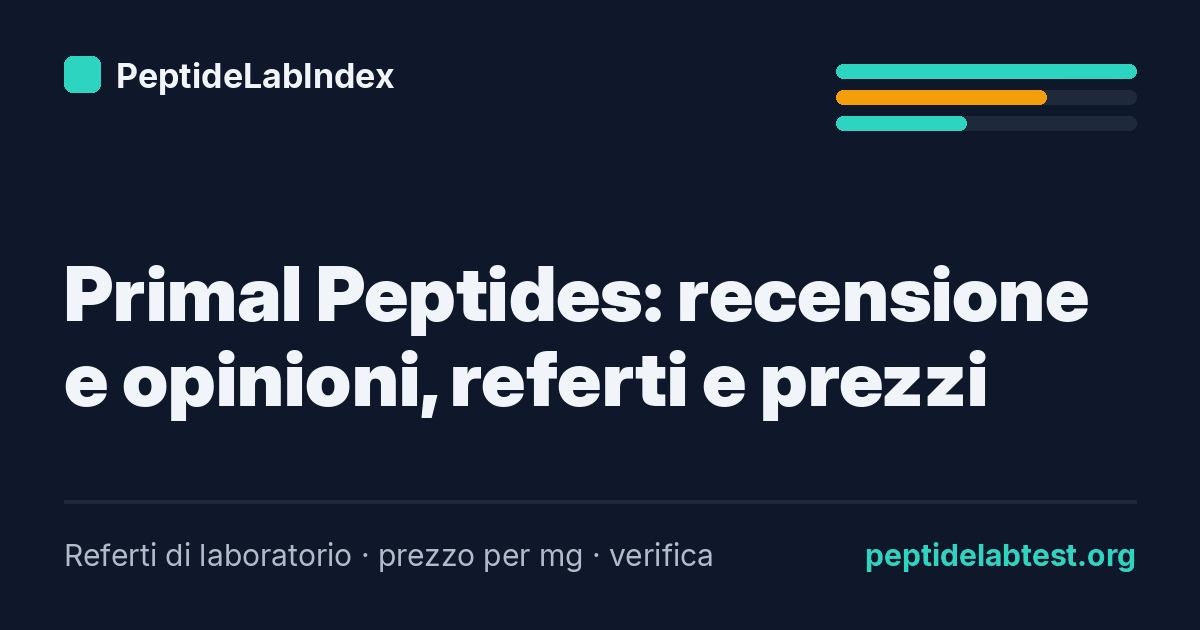 PeptideLabIndex
Primal Peptides: recensione
e opinioni, referti e prezzi
Referti di laboratorio · prezzo per mg · verifica
peptidelabtest.org